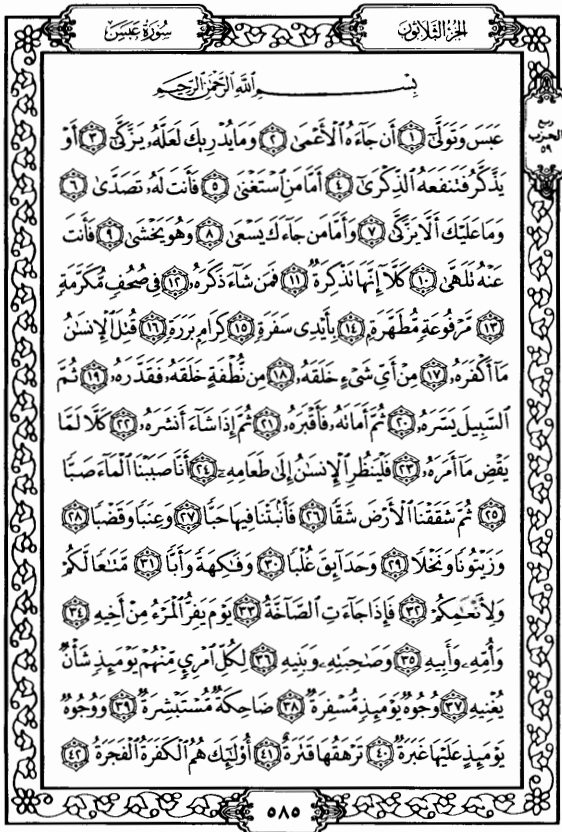 الجزء الثلاثون
سورة عبس
ربع
الحزب
٥٩
بِسْمِ اللَّهِ الرَّحْمَٰنِ الرَّحِيمِ
عَبَسَ وَتَوَلَّىٰٓ ١ أَن جَآءَهُ ٱلْأَعْمَىٰ ٢ وَمَا يُدْرِيكَ لَعَلَّهُۥ يَزَّكَّىٰٓ ٣ أَوْ
يَذَّكَّرُ فَتَنفَعَهُ ٱلذِّكْرَىٰٓ ٤ أَمَّا مَنِ ٱسْتَغْنَىٰ ٥ فَأَنتَ لَهُۥ تَصَدَّىٰ ٦
وَمَا عَلَيْكَ أَلَّا يَزَّكَّىٰ ٧ وَأَمَّا مَن جَآءَكَ يَسْعَىٰ ٨ وَهُوَ يَخْشَىٰ ٩ فَأَنتَ
عَنْهُ تَلَهَّىٰ ١٠ كَلَّآ إِنَّهَا تَذْكِرَةٌ ١١ فَمَن شَآءَ ذَكَرَهُۥ ١٢ فِى صُحُفٍ مُّكَرَّمَةٍ
١٣ مَّرْفُوعَةٍ مُّطَهَّرَةٍۭ ١٤ بِأَيْدِى سَفَرَةٍ ١٥ كِرَامٍۭ بَرَرَةٍ ١٦ قُتِلَ ٱلْإِنسَٰنُ
مَآ أَكْفَرَهُۥ ١٧ مِنْ أَىِّ شَىْءٍ خَلَقَهُۥ ١٨ مِن نُّطْفَةٍ خَلَقَهُۥ فَقَدَّرَهُۥ ١٩ ثُمَّ
ٱلسَّبِيلَ يَسَّرَهُۥ ٢٠ ثُمَّ أَمَاتَهُۥ فَأَقْبَرَهُۥ ٢١ ثُمَّ إِذَا شَآءَ أَنشَرَهُۥ ٢٢ كَلَّا لَمَّا
يَقْضِ مَآ أَمَرَهُۥ ٢٣ فَلْيَنظُرِ ٱلْإِنسَٰنُ إِلَىٰ طَعَامِهِۦٓ ٢٤ أَنَّا صَبَبْنَا ٱلْمَآءَ صَبًّا
٢٥ ثُمَّ شَقَقْنَا ٱلْأَرْضَ شَقًّا ٢٦ فَأَنۢبَتْنَا فِيهَا حَبًّا ٢٧ وَعِنَبًا وَقَضْبًا ٢٨
وَزَيْتُونًا وَنَخْلًا ٢٩ وَحَدَآئِقَ غُلْبًا ٣٠ وَفَٰكِهَةً وَأَبًّا ٣١ مَّتَٰعًا لَّكُمْ
وَلِأَنْعَٰمِكُمْ ٣٢ فَإِذَا جَآءَتِ ٱلصَّآخَّةُ ٣٣ يَوْمَ يَفِرُّ ٱلْمَرْءُ مِنْ أَخِيهِ ٣٤
وَأُمِّهِۦ وَأَبِيهِ ٣٥ وَصَٰحِبَتِهِۦ وَبَنِيهِ ٣٦ لِكُلِّ ٱمْرِئٍ مِّنْهُمْ يَوْمَئِذٍ شَأْنٌ
يُغْنِيهِ ٣٧ وُجُوهٌ يَوْمَئِذٍ مُّسْفِرَةٌ ٣٨ ضَاحِكَةٌ مُّسْتَبْشِرَةٌ ٣٩ وَوُجُوهٌ
يَوْمَئِذٍ عَلَيْهَا غَبَرَةٌ ٤٠ تَرْهَقُهَا قَتَرَةٌ ٤١ أُو۟لَٰٓئِكَ هُمُ ٱلْكَفَرَةُ ٱلْفَجَرَةُ ٤٢
٥٨٥